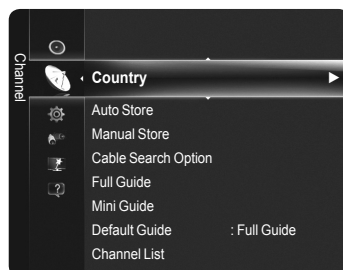 Channel
Country
Auto Store
Manual Store
Cable Search Option
Full Guide
Mini Guide
Default Guide : Full Guide
Channel List